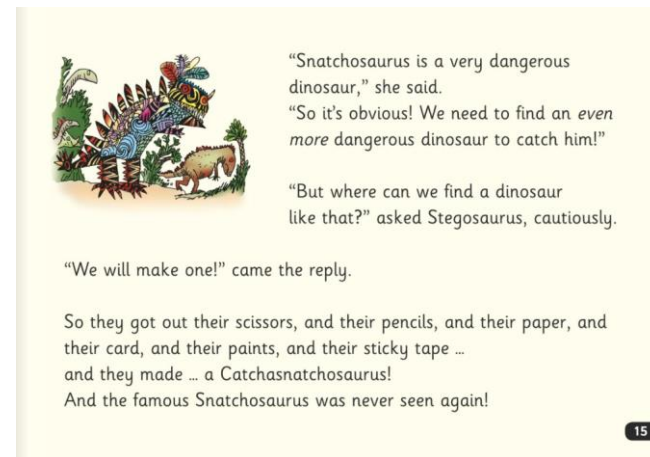 “Snatchosaurus is a very dangerous
dinosaur,” she said.
“So it’s obvious! We need to find an even
more dangerous dinosaur to catch him!”
“But where can we find a dinosaur
like that?” asked Stegosaurus, cautiously.
“We will make one!” came the reply.
So they got out their scissors, and their pencils, and their paper, and
their card, and their paints, and their sticky tape ...
and they made ... a Catchasnatchosaurus!
And the famous Snatchosaurus was never seen again!
15